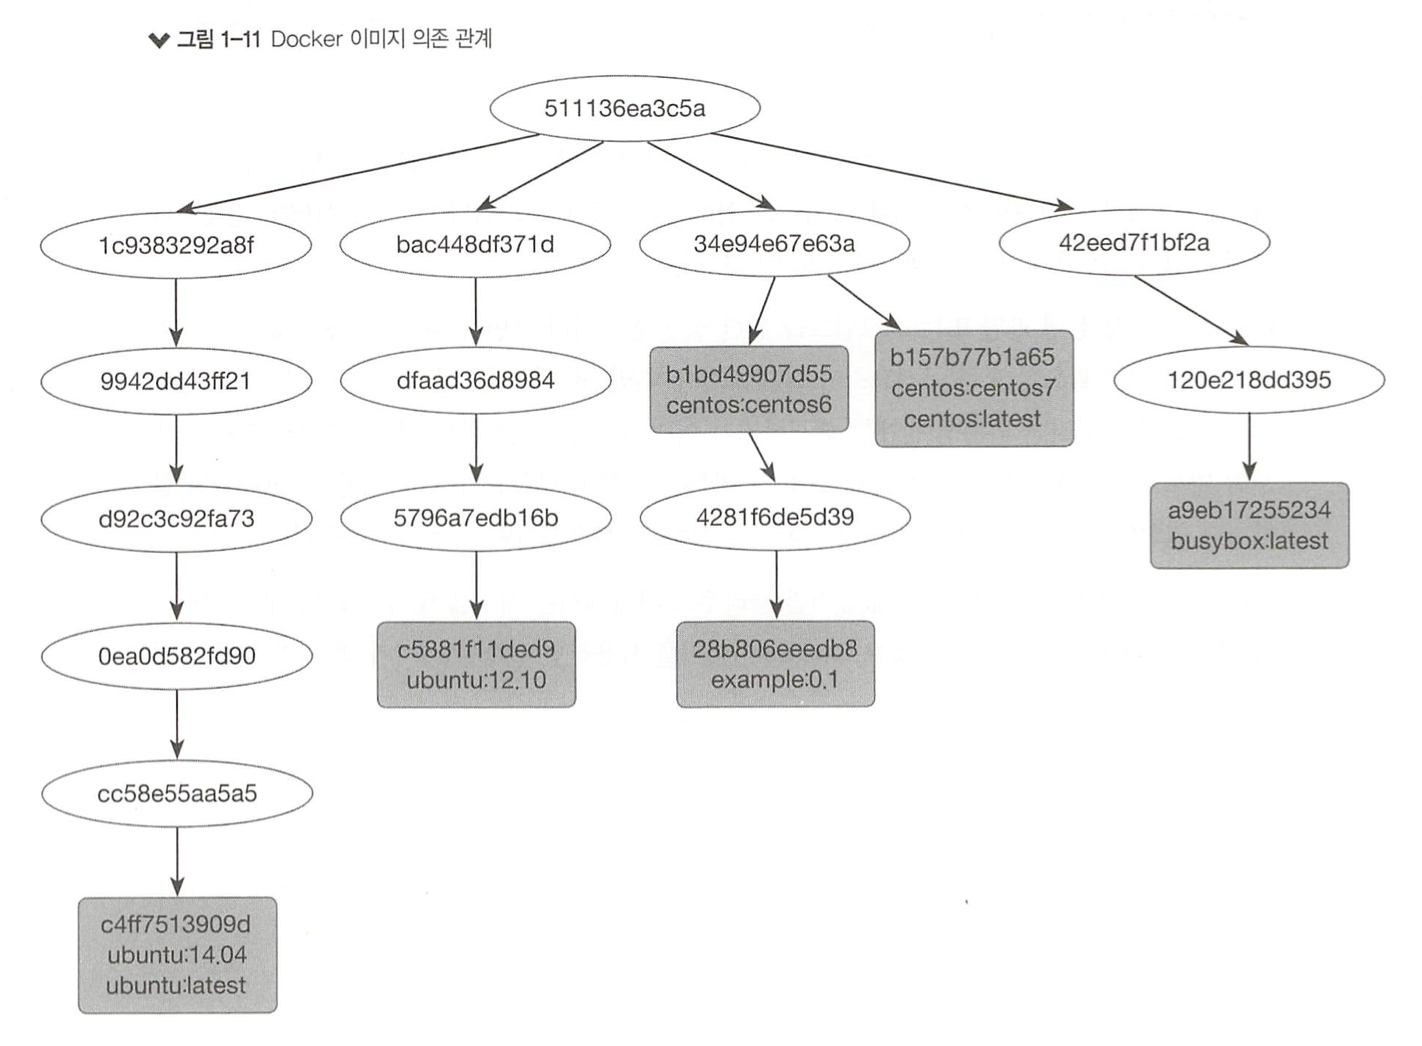 그림 1-11 Docker 이미지 의존 관계
511136ea3c5a
1c9383292a8f
bac448df371d
34e94e67e63a
42eed7f1bf2a
9942dd43ff21
dfaad36d8984
b1bd49907d55
centos:centos6
b157b77b1a65
centos:centos7
centos:latest
120e218dd395
d92c3c92fa73
5796a7edb16b
4281f6de5d39
a9eb17255234
busybox:latest
0ea0d582fd90
c5881f11ded9
ubuntu:12.10
28b806eeedb8
example:0.1
cc58e55aa5a5
c4ff7513909d
ubuntu:14.04
ubuntu:latest